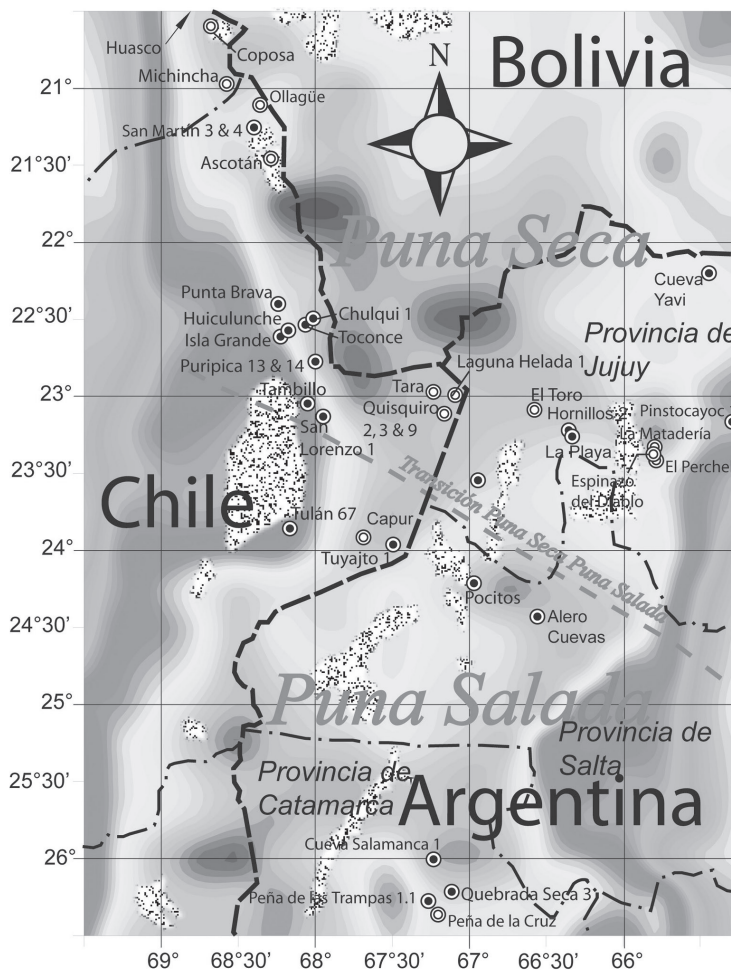 Bolivia
N
Huasco
Coposa
Michincha
Ollagüe
21°
San Martín 3 & 4
Ascotán
21°30'
Puna Seca
22°
Cueva
Yavi
Punta Brava
Chulqui 1
22°30'
Huiculunche
Toconce
Isla Grande
Provincia de
Jujuy
Puripica 13 & 14
Laguna Helada 1
23°
Tambillo
Tara
El Toro
Quisquiro
2, 3 & 9
Hornillos 2
Pinstocayoc 1
San
Lorenzo 1
La Playa
La Matadería
El Perchel
Espinazo
del Diablo
23°30'
Transición Puna Seca Puna Salada
Chile
Tulán 67
Capur
24°
Tuyajto 1
Pocitos
24°30'
Alero
Cuevas
Puna Salada
25°
Provincia de
Salta
25°30'
Provincia de
Catamarca
Argentina
Cueva Salamanca 1
26°
Quebrada Seca 3
Peña de las Trampas 1.1
Peña de la Cruz
69° 68°30' 68° 67°30' 67° 66°30' 66°